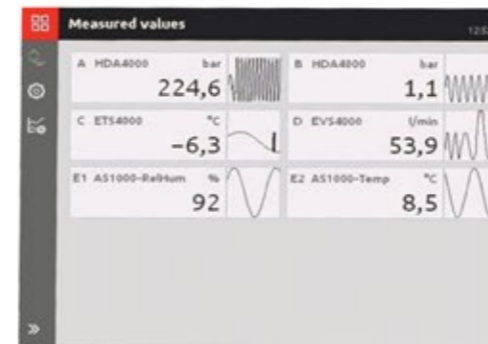 Measured values
A HDA4000 bar
224,6
B HDA4000 bar
1,1
C ETS4000 °C
−6,3
D EVS4000 l/min
53,9
E1 AS1000-RelHum %
92
E2 AS1000-Temp °C
8,5